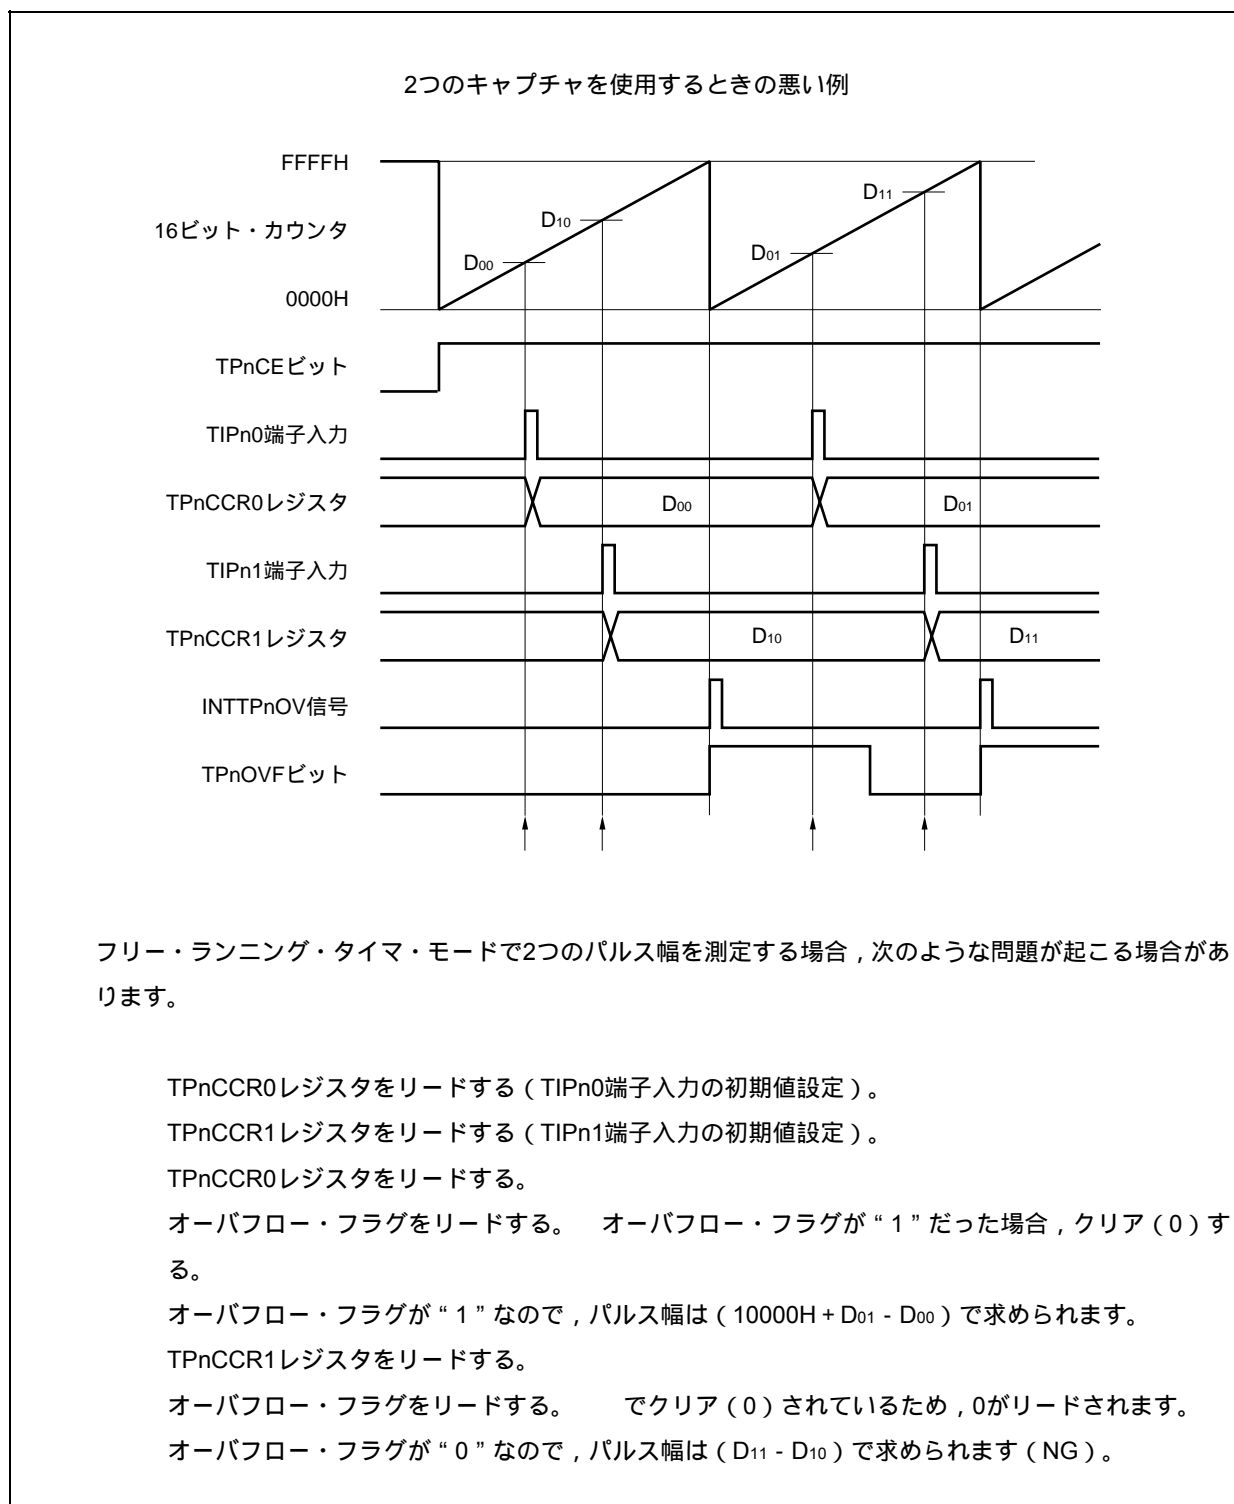 2つのキャプチャを使用するときの悪い例
FFFFH
16ビット・カウンタ
0000H
D00
D10
D01
D11
TPnCEビット
TIPn0端子入力
TPnCCR0レジスタ
D00
D01
TIPn1端子入力
TPnCCR1レジスタ
D10
D11
INTTPnOV信号
TPnOVFビット
フリー・ランニング・タイマ・モードで2つのパルス幅を測定する場合，次のような問題が起こる場合があ
ります。
TPnCCR0レジスタをリードする（TIPn0端子入力の初期値設定）。
TPnCCR1レジスタをリードする（TIPn1端子入力の初期値設定）。
TPnCCR0レジスタをリードする。
オーバフロー・フラグをリードする。　オーバフロー・フラグが“1”だった場合，クリア（0）す
る。
オーバフロー・フラグが“1”なので，パルス幅は（10000H + D01 - D00）で求められます。
TPnCCR1レジスタをリードする。
オーバフロー・フラグをリードする。　　でクリア（0）されているため，0がリードされます。
オーバフロー・フラグが“0”なので，パルス幅は（D11 - D10）で求められます（NG）。